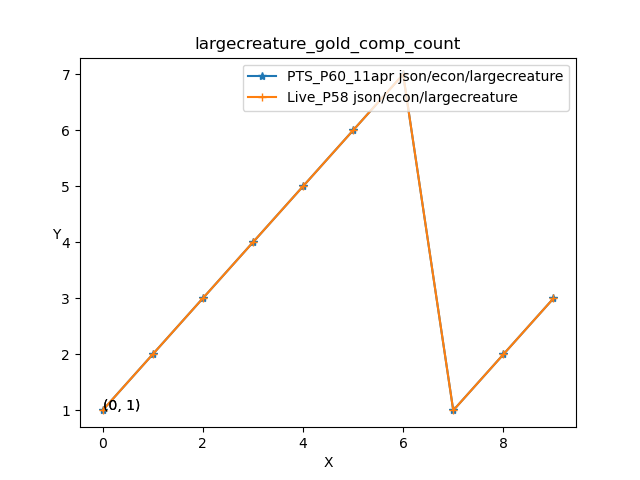 largecreature_gold_comp_count
PTS_P60_11apr json/econ/largecreature
Live_P58 json/econ/largecreature
7
6
5
Y
4
3
2
1
(0, 1)
0
2
4
6
8
X